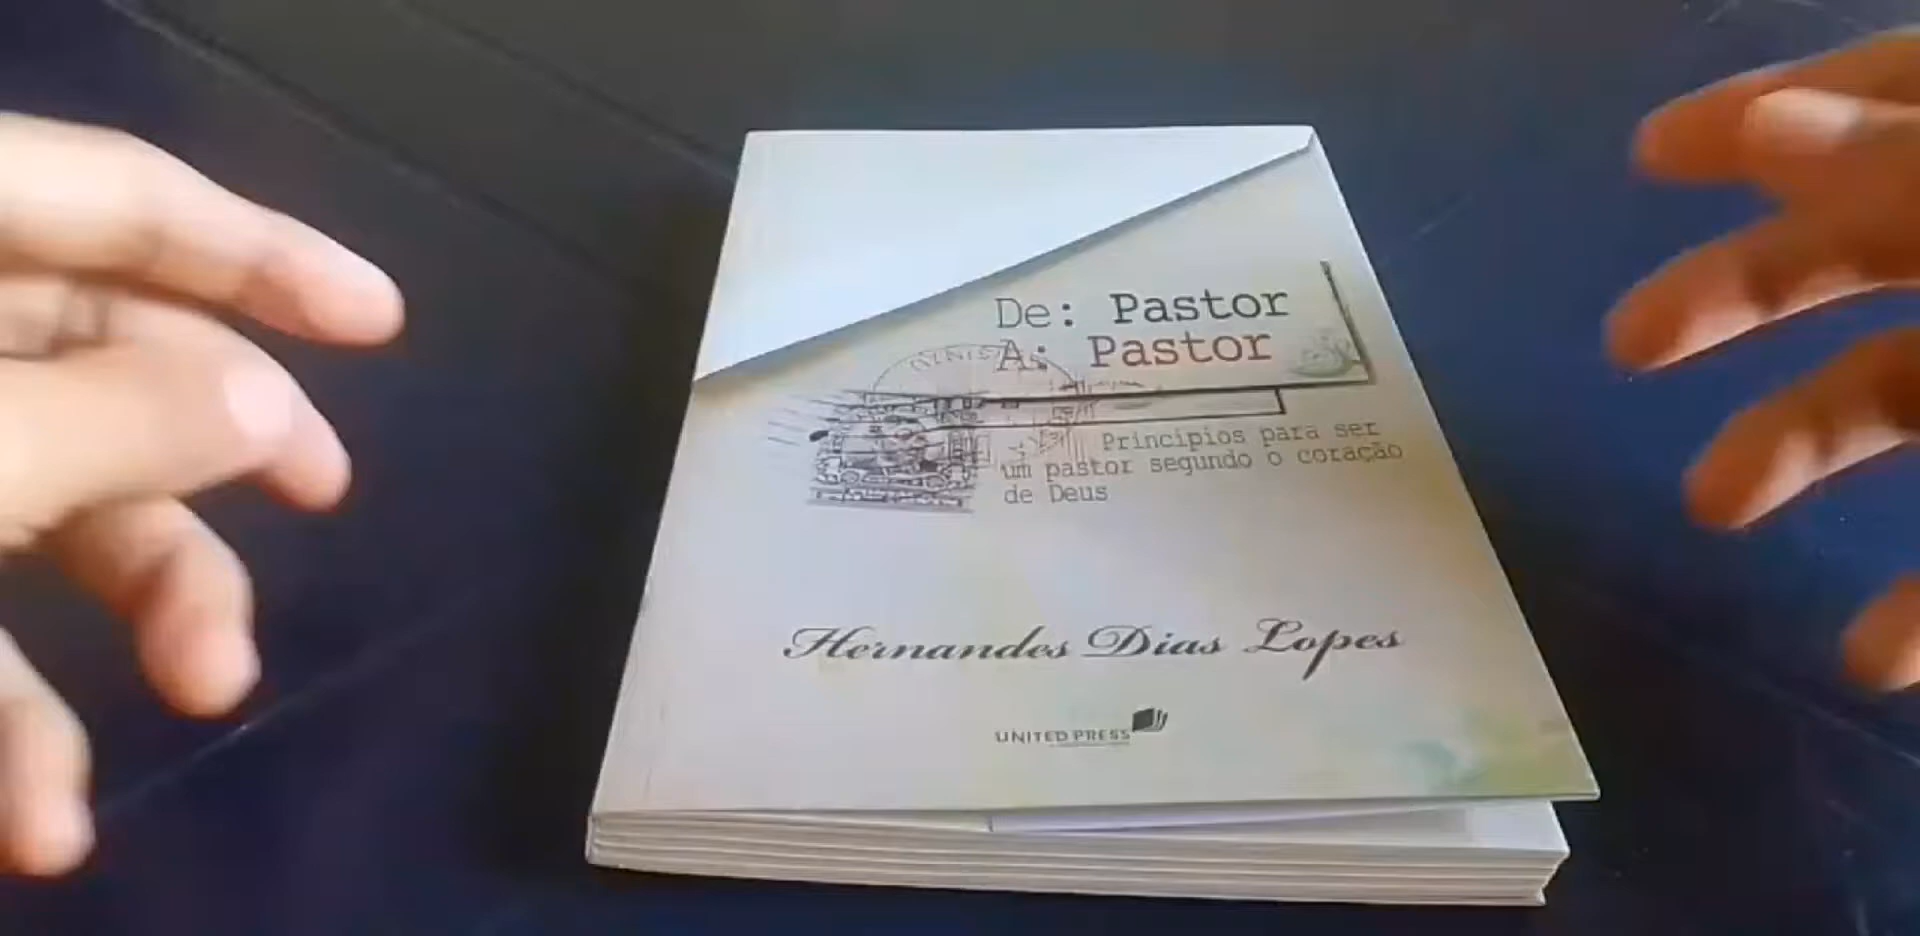 De: Pastor
A: Pastor
Princípios para ser
um pastor segundo o coração
de Deus
Hernandes Dias Lopes
UNITED PRESS